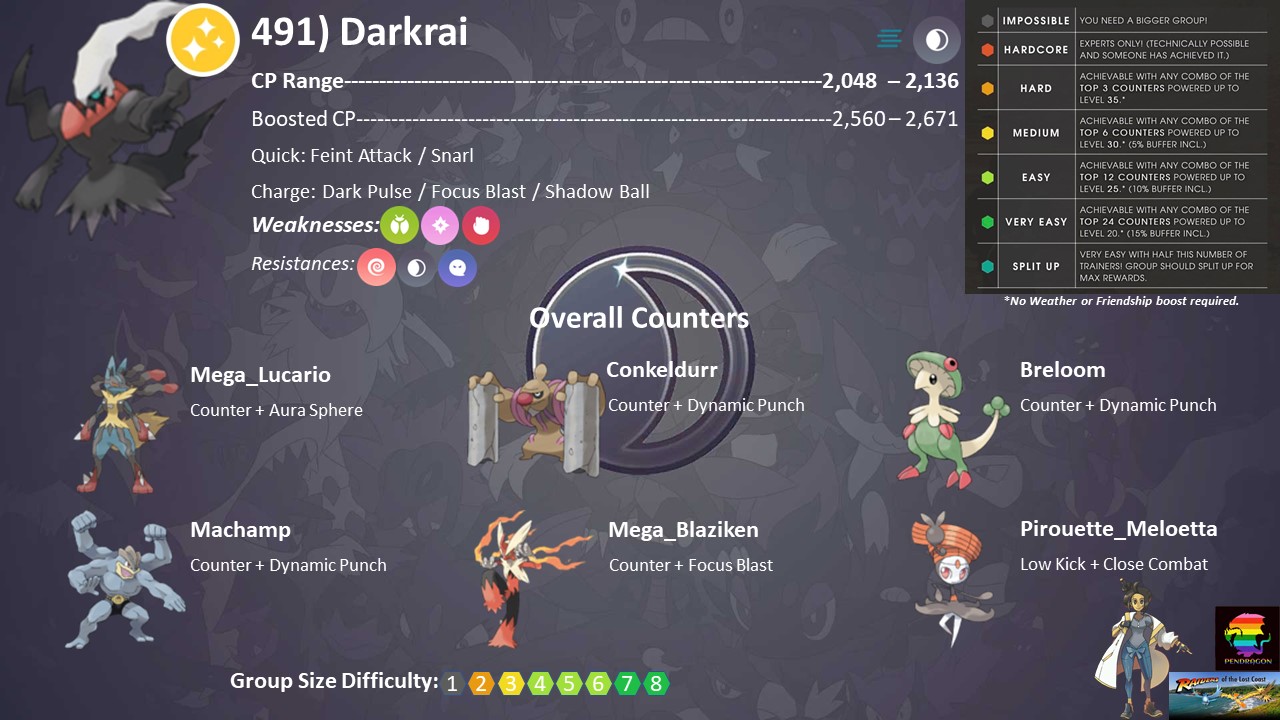 491) Darkrai
CP Range--------------------------------------------------------------------2,048 – 2,136
Boosted CP--------------------------------------------------------------------2,560 – 2,671
Quick: Feint Attack / Snarl
Charge: Dark Pulse / Focus Blast / Shadow Ball
Weaknesses:
Resistances:
IMPOSSIBLE YOU NEED A BIGGER GROUP!
HARDCORE EXPERTS ONLY! (TECHNICALLY POSSIBLE
AND SOMEONE HAS ACHIEVED IT.)
HARD ACHIEVABLE WITH ANY COMBO OF THE
TOP 3 COUNTERS POWERED UP TO
LEVEL 35.*
MEDIUM ACHIEVABLE WITH ANY COMBO OF THE
TOP 6 COUNTERS POWERED UP TO
LEVEL 30.* (5% BUFFER INCL.)
EASY ACHIEVABLE WITH ANY COMBO OF THE
TOP 12 COUNTERS POWERED UP TO
LEVEL 25.* (10% BUFFER INCL.)
VERY EASY ACHIEVABLE WITH ANY COMBO OF THE
TOP 24 COUNTERS POWERED UP TO
LEVEL 20.* (15% BUFFER INCL.)
SPLIT UP VERY EASY WITH HALF THIS NUMBER OF
TRAINERS! GROUP SHOULD SPLIT UP FOR
MAX REWARDS.
*No Weather or Friendship boost required.
Overall Counters
Mega_Lucario
Counter + Aura Sphere
Conkeldurr
Counter + Dynamic Punch
Breloom
Counter + Dynamic Punch
Machamp
Counter + Dynamic Punch
Mega_Blaziken
Counter + Focus Blast
Pirouette_Meloetta
Low Kick + Close Combat
Group Size Difficulty: 1 2 3 4 5 6 7 8
PENDRAGON
RAIDERS of the Lost Coast